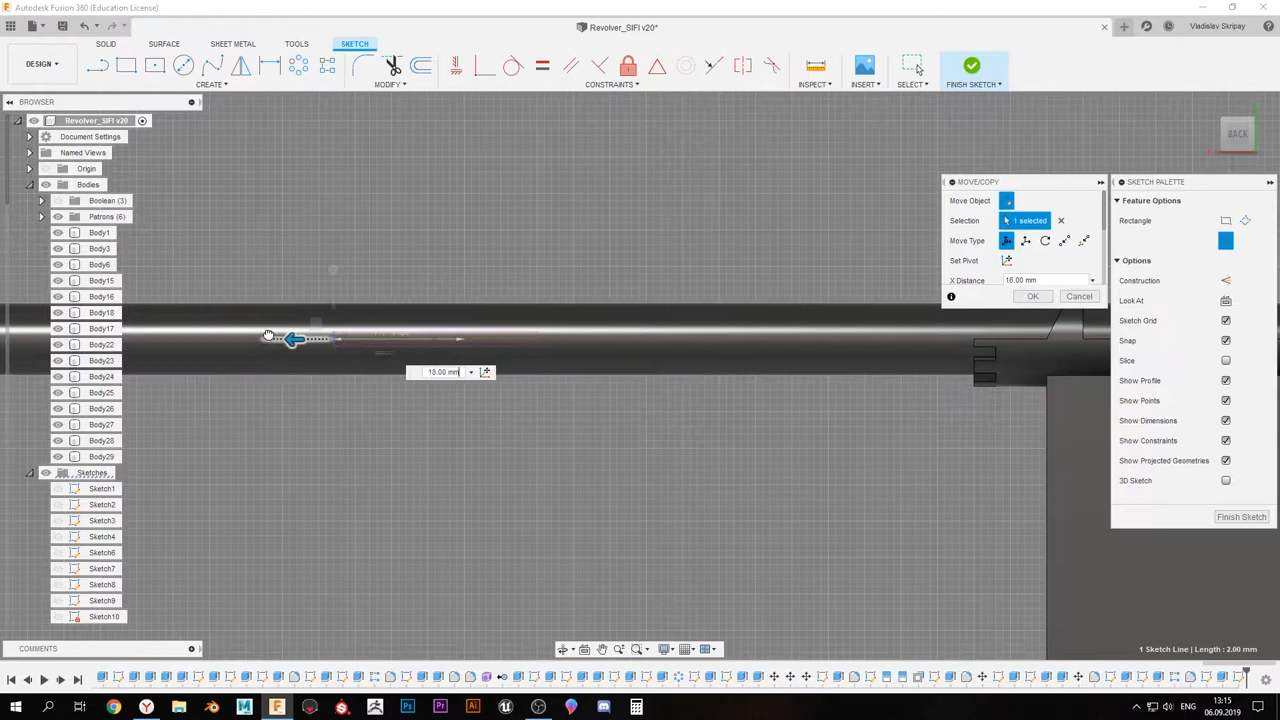 Autodesk Fusion 360 (Education License)
Revolver_SIFI v20*
Vladislav Skripay
DESIGN
SOLID SURFACE SHEET METAL TOOLS SKETCH
CREATE MODIFY CONSTRAINTS INSPECT INSERT SELECT FINISH SKETCH
BROWSER
Revolver_SIFI v20
Document Settings
Named Views
Origin
Bodies
Boolean (3)
Patrons (6)
Body1
Body3
Body6
Body15
Body16
Body18
Body17
Body22
Body23
Body24
Body25
Body26
Body27
Body28
Body29
Sketches
Sketch1
Sketch2
Sketch3
Sketch4
Sketch6
Sketch7
Sketch8
Sketch9
Sketch10
COMMENTS
18.00 mm
BACK
MOVE/COPY
Move Object
Selection 1 selected
Move Type
Set Pivot
X Distance 16.00 mm
OK Cancel
SKETCH PALETTE
Feature Options
Rectangle
Options
Construction
Look At
Sketch Grid
Snap
Slice
Show Profile
Show Points
Show Dimensions
Show Constraints
Show Projected Geometries
3D Sketch
Finish Sketch
1 Sketch Line | Length : 2.00 mm
13:15
06.09.2019